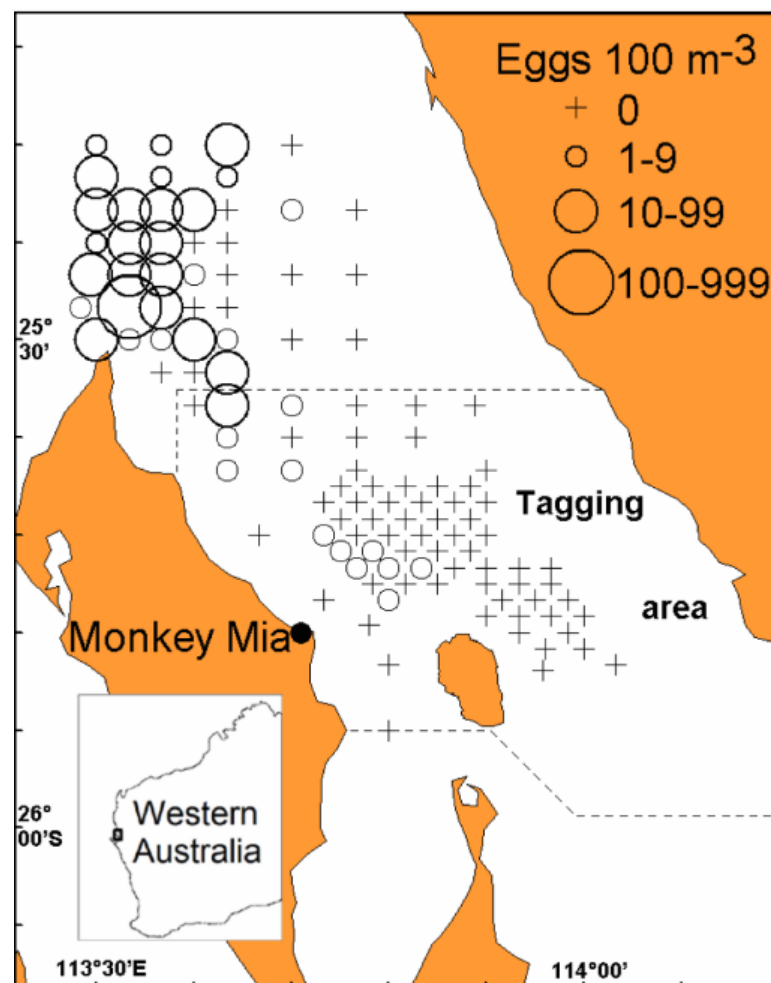 Eggs 100 m-3
+ 0
1-9
10-99
100-999
25°
30'
Tagging
area
Monkey Mia
Western
Australia
26°
00'S
113°30'E
114°00'